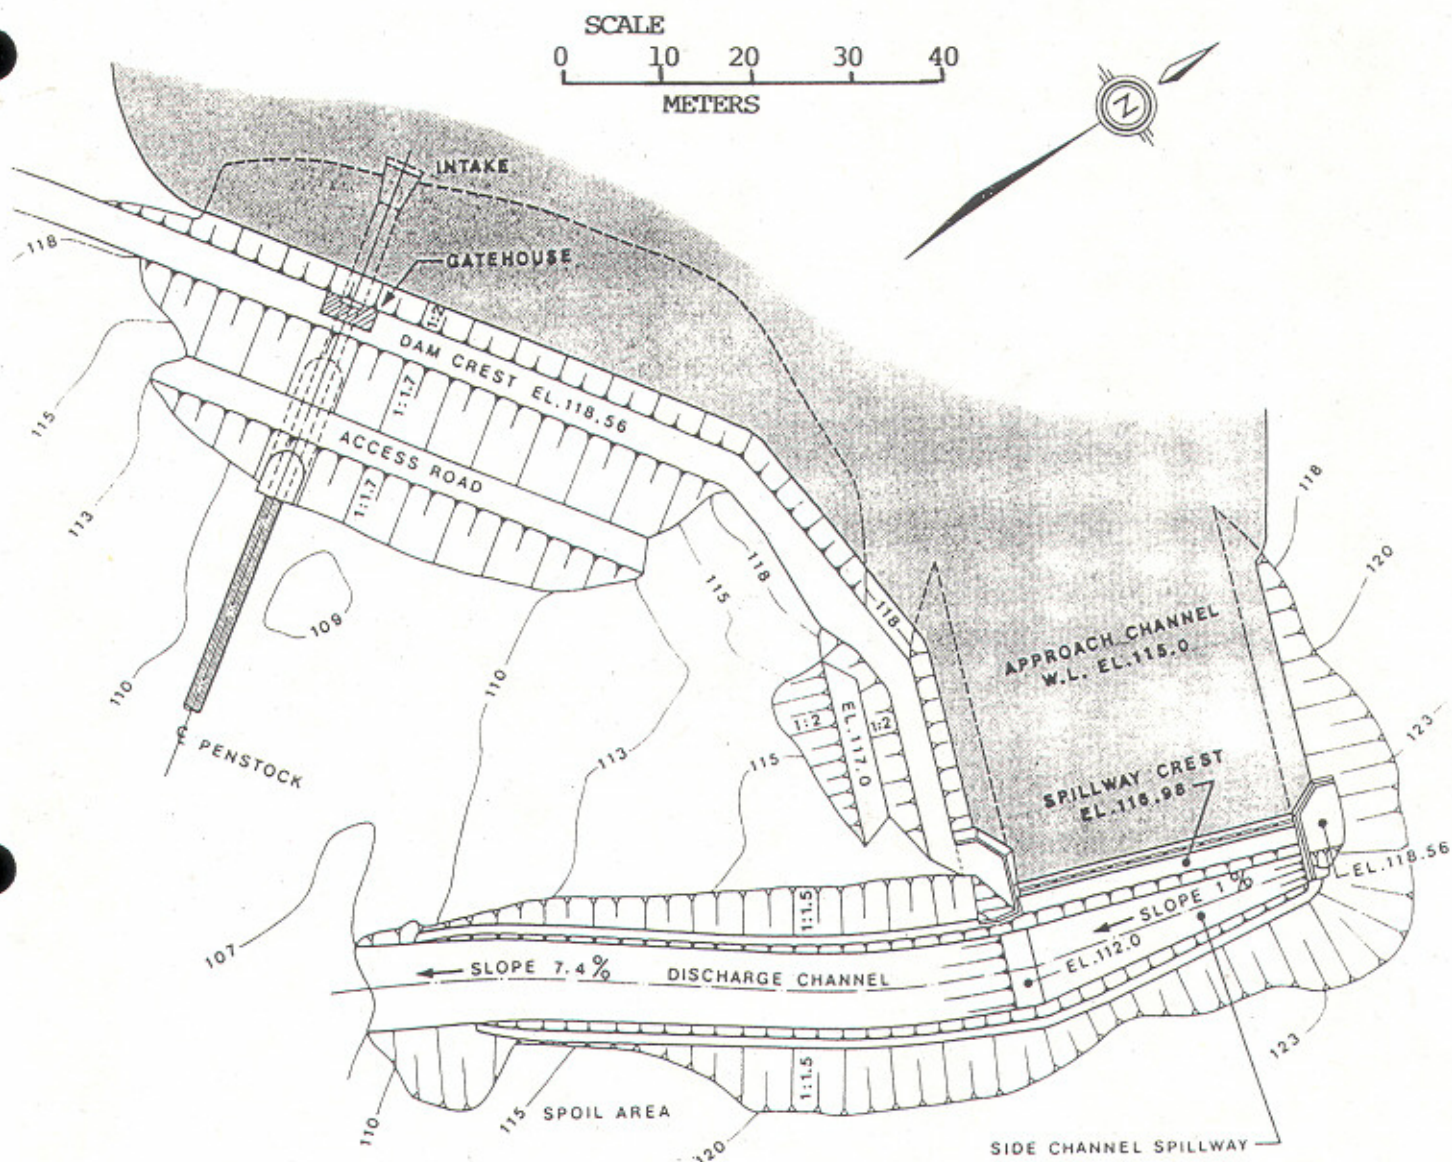 SCALE
0 10 20 30 40
METERS
N
INTAKE
GATEHOUSE
118
1:2
DAM CREST EL.118.56
1:1.7
115
ACCESS ROAD
1:1.7
113
118
120
109
115
118
118
110
110
APPROACH CHANNEL
W.L. EL.115.0
1:2
EL.117.0
1:2
℄ PENSTOCK
113
115
123
SPILLWAY CREST
EL.116.98
EL.118.56
107
1:1.5
SLOPE 1%
EL.112.0
SLOPE 7.4%
DISCHARGE CHANNEL
123
1:1.5
110
115
SPOIL AREA
120
SIDE CHANNEL SPILLWAY